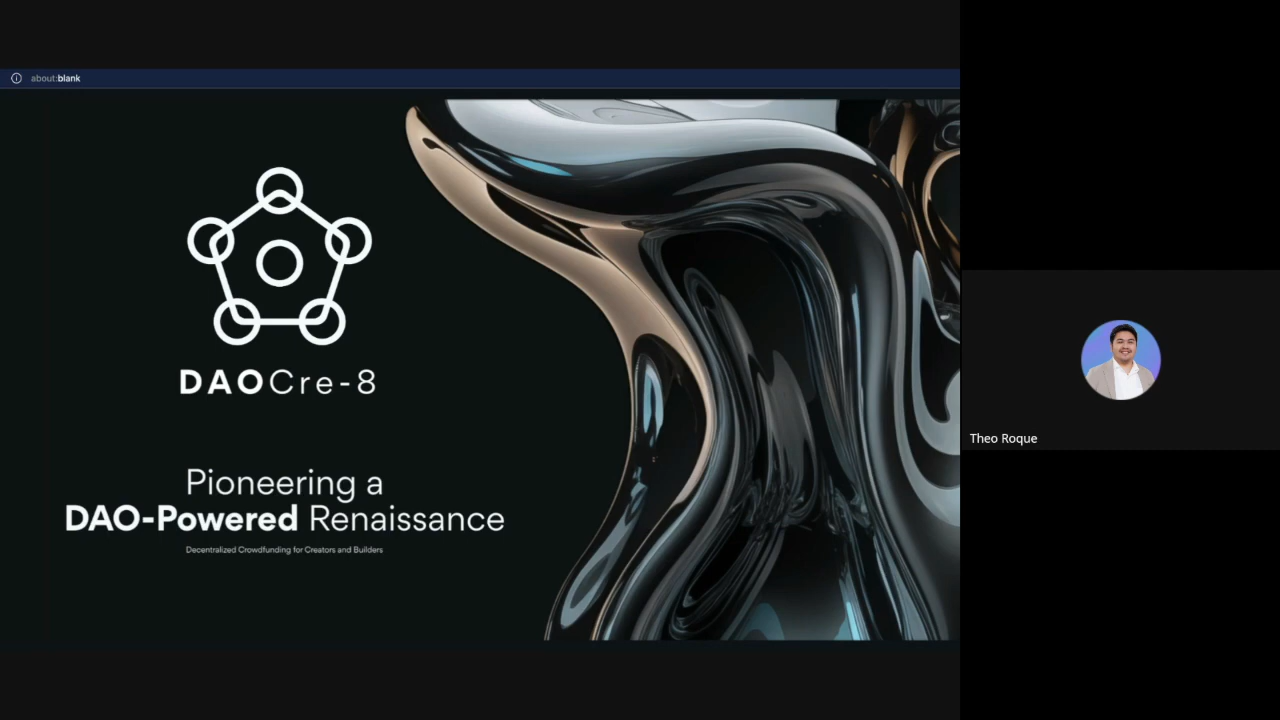 about:blank
DAOCre-8
Pioneering a
DAO-Powered Renaissance
Decentralized Crowdfunding for Creators and Builders
Theo Roque